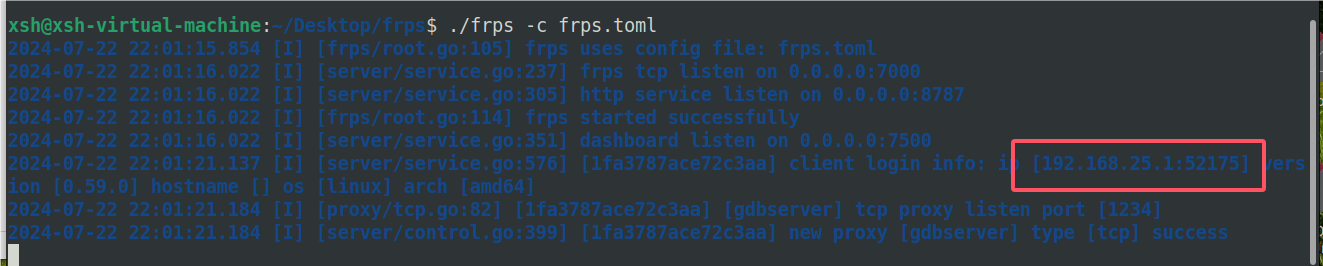 xsh@xsh-virtual-machine:~/Desktop/frps$ ./frps -c frps.toml
2024-07-22 22:01:15.854 [I] [frps/root.go:105] frps uses config file: frps.toml
2024-07-22 22:01:16.022 [I] [server/service.go:237] frps tcp listen on 0.0.0.0:7000
2024-07-22 22:01:16.022 [I] [server/service.go:305] http service listen on 0.0.0.0:8787
2024-07-22 22:01:16.022 [I] [frps/root.go:114] frps started successfully
2024-07-22 22:01:16.022 [I] [server/service.go:351] dashboard listen on 0.0.0.0:7500
2024-07-22 22:01:21.137 [I] [server/service.go:576] [1fa3787ace72c3aa] client login info: ip [192.168.25.1:52175] vers
ion [0.59.0] hostname [] os [linux] arch [amd64]
2024-07-22 22:01:21.184 [I] [proxy/tcp.go:82] [1fa3787ace72c3aa] [gdbserver] tcp proxy listen port [1234]
2024-07-22 22:01:21.184 [I] [server/control.go:399] [1fa3787ace72c3aa] new proxy [gdbserver] type [tcp] success